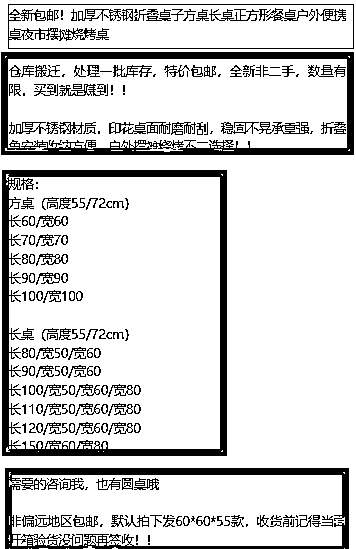 全新包邮！加厚不锈钢折叠桌子方桌长桌正方形餐桌户外便携
桌夜市摆摊烧烤桌
仓库搬迁，处理一批库存，特价包邮，全新非二手，数量有
限，买到就是赚到！！
加厚不锈钢材质，印花桌面耐磨耐刮，稳固不晃承重强，折叠
免安装收纳方便，户外摆摊烧烤不二选择！！
规格：
方桌（高度55/72cm）
长60/宽60
长70/宽70
长80/宽80
长90/宽90
长100/宽100
长桌（高度55/72cm）
长80/宽50/宽60
长90/宽50/宽60
长100/宽50/宽60/宽80
长110/宽50/宽60/宽80
长120/宽50/宽60/宽80
长150/宽60/宽80
需要的咨询我，也有圆桌哦
非偏远地区包邮，默认拍下发60*60*55款，收货前记得当面
开箱验货没问题再签收！！